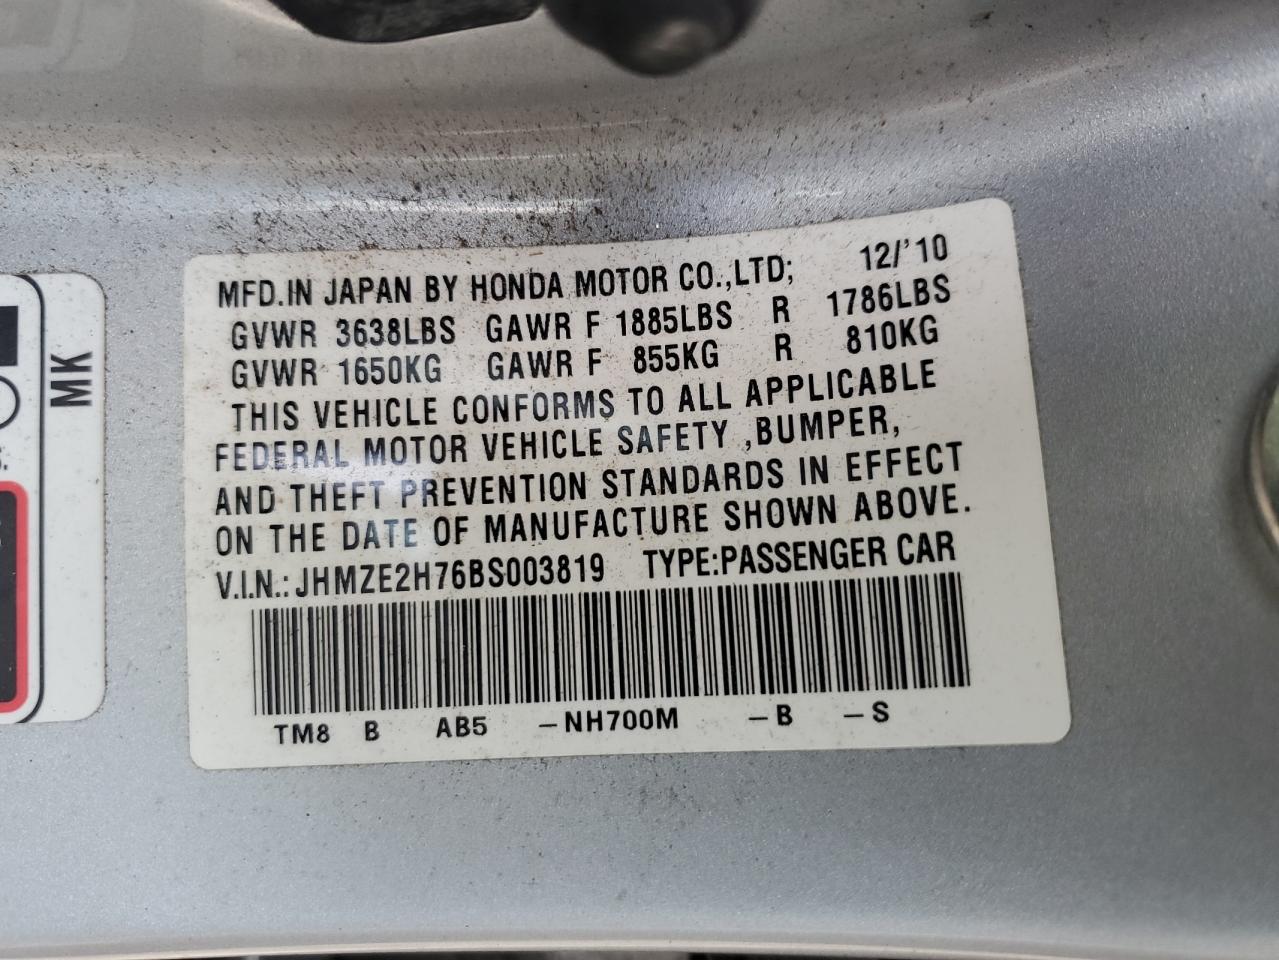 MFD.IN JAPAN BY HONDA MOTOR CO.,LTD; 12/'10
GVWR 3638LBS GAWR F 1885LBS R 1786LBS
GVWR 1650KG GAWR F 855KG R 810KG
THIS VEHICLE CONFORMS TO ALL APPLICABLE
FEDERAL MOTOR VEHICLE SAFETY ,BUMPER,
AND THEFT PREVENTION STANDARDS IN EFFECT
ON THE DATE OF MANUFACTURE SHOWN ABOVE.
V.I.N.: JHMZE2H76BS003819 TYPE:PASSENGER CAR
TM8 B AB5 -NH700M -B -S
MK